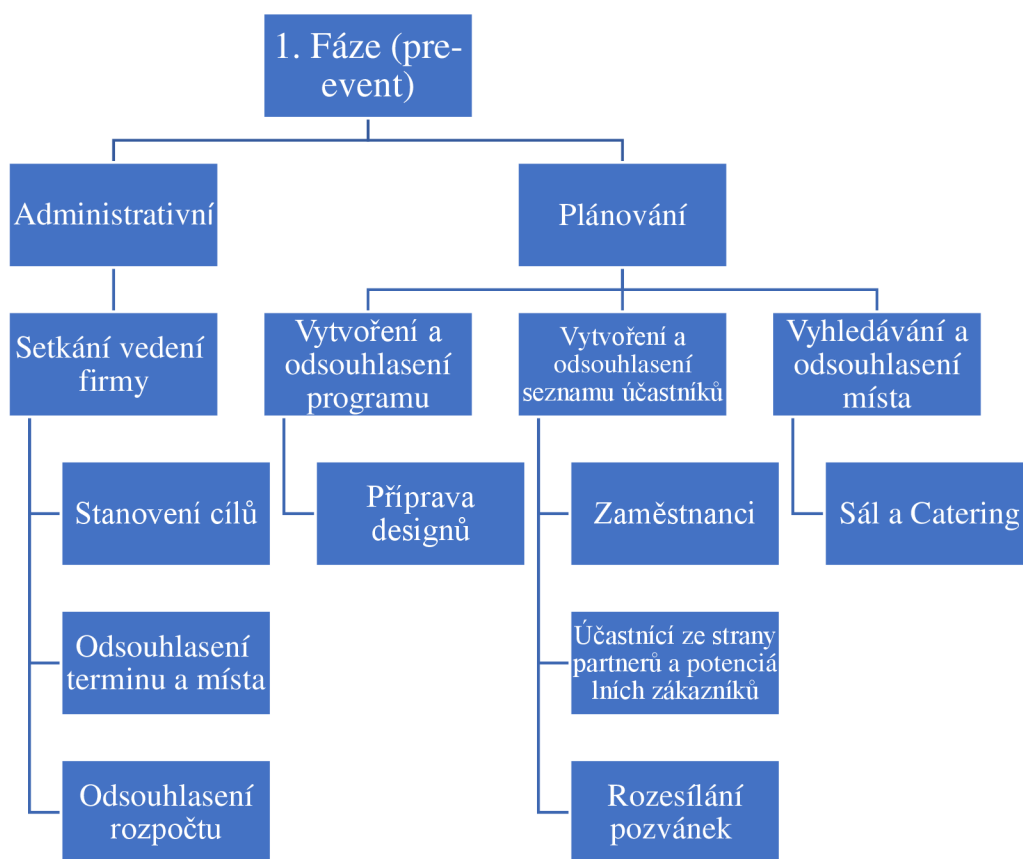 1. Fáze (pre-
event)
Administrativní
Plánování
Setkání vedení
firmy
Vytvoření a
odsouhlasení
programu
Vytvoření a
odsouhlasení
seznamu účastníků
Vyhledávání a
odsouhlasení
místa
Stanovení cílů
Příprava
designů
Zaměstnanci
Sál a Catering
Odsouhlasení
terminu a místa
Účastnící ze strany
partnerů a potenciá
lních zákazníků
Odsouhlasení
rozpočtu
Rozesílání
pozvánek